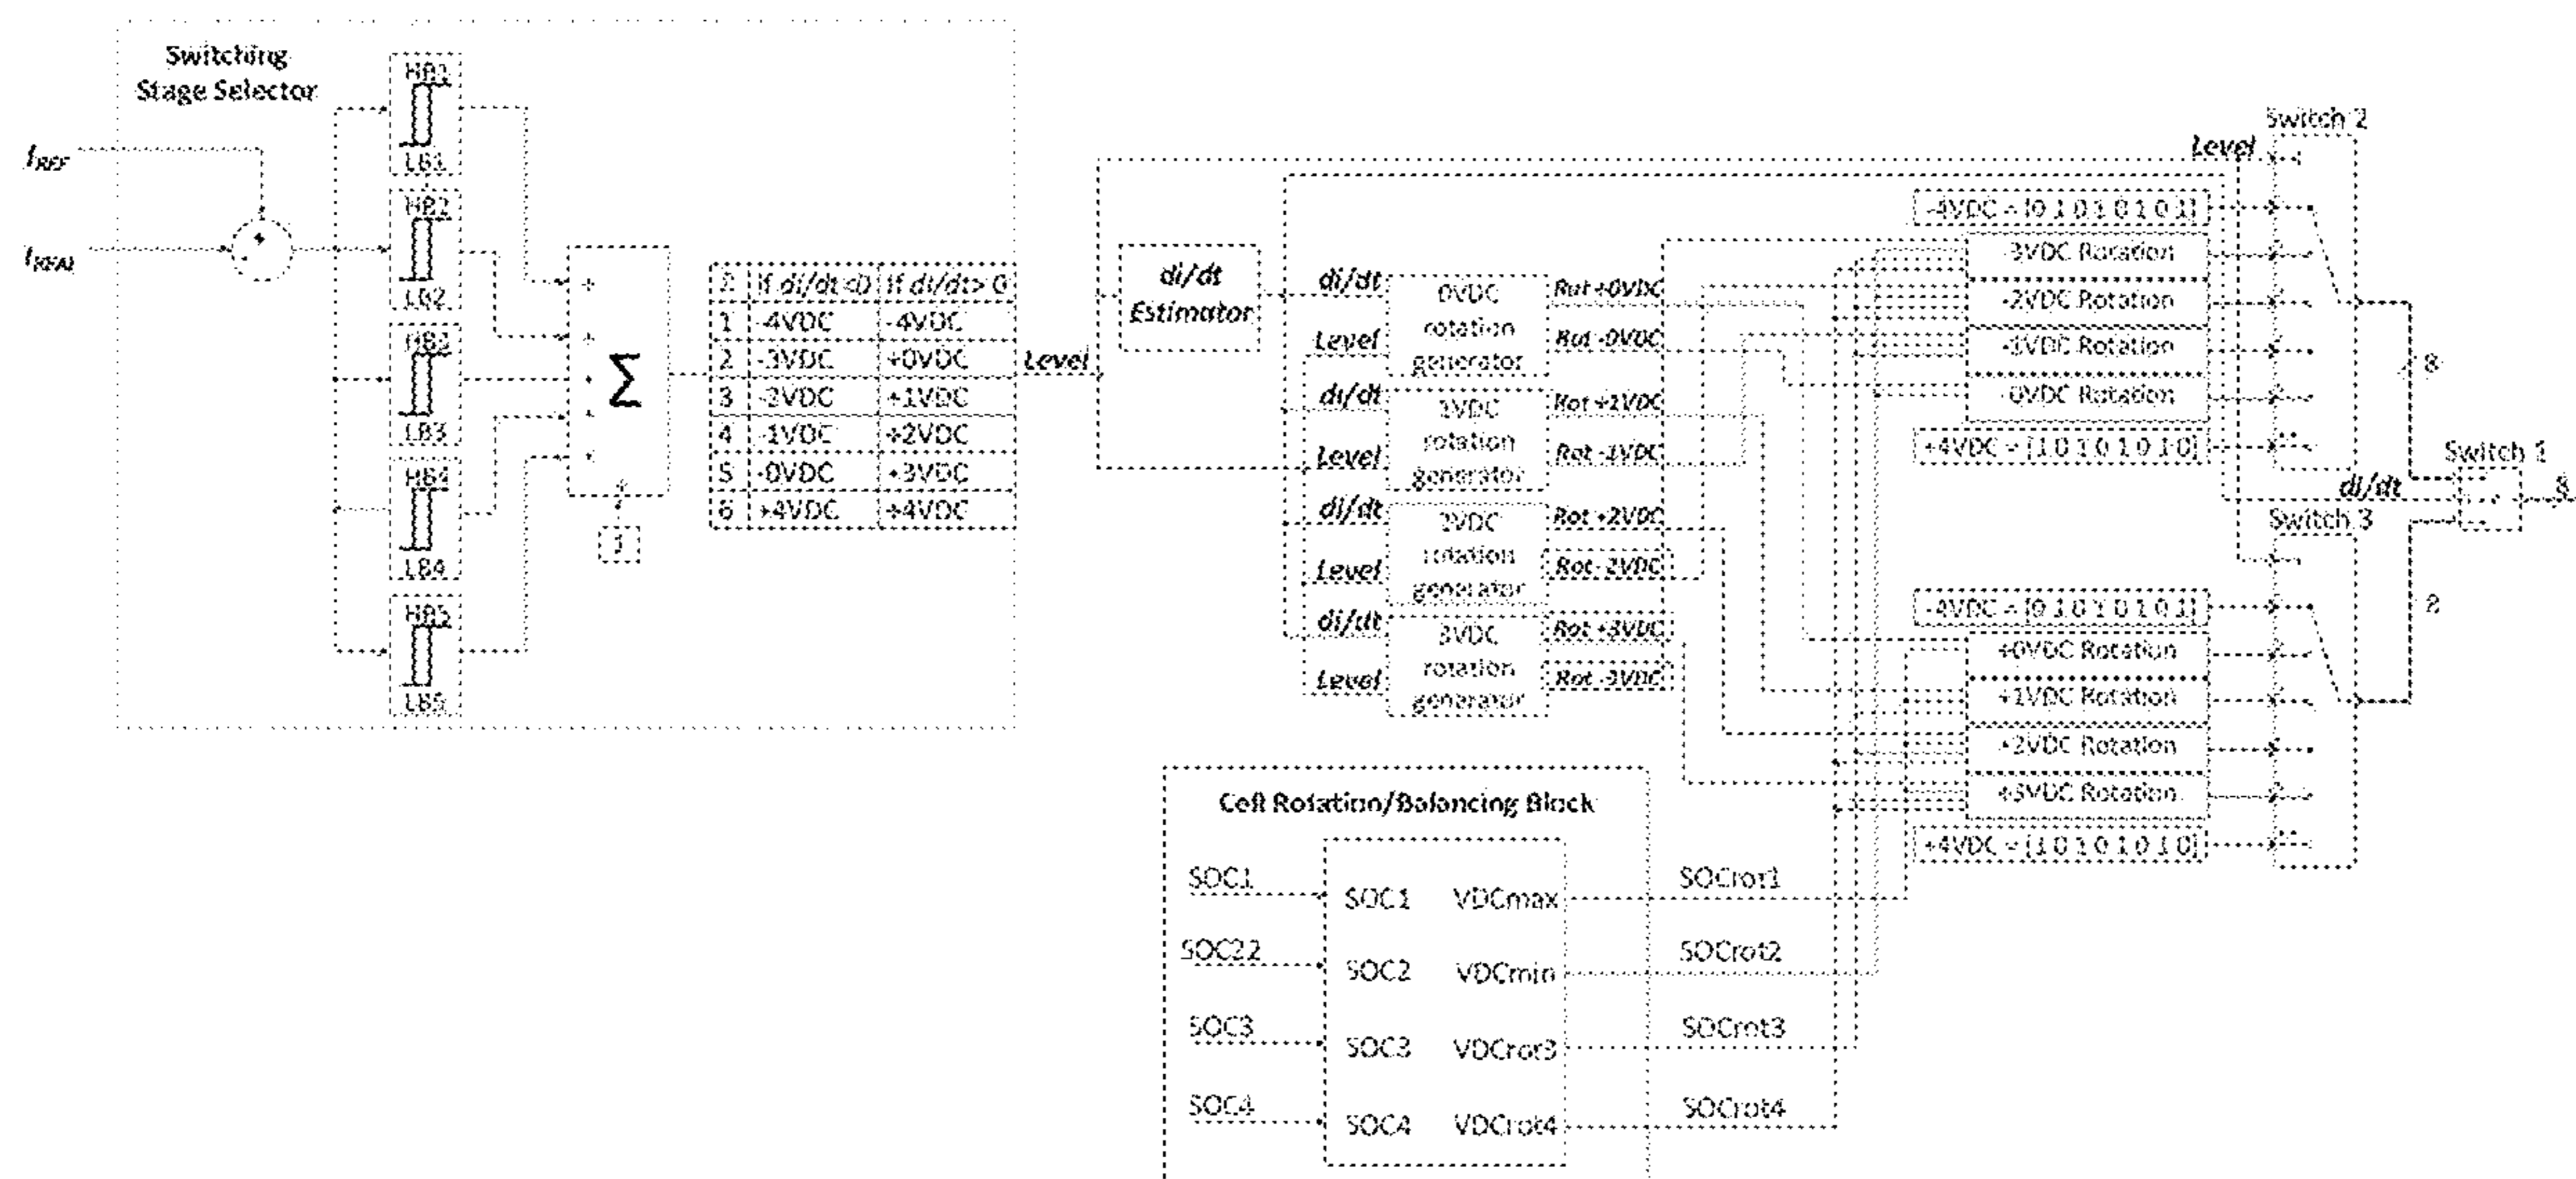 Switching
Stage Selector
IREF
IREAL
HB1
LB1
HB2
LB2
HB3
LB3
HB4
LB4
HB5
LB5
+
-
+
+
+
+
+
+
Σ
1
Σ if di/dt <0 if di/dt> 0
1 -4VDC -4VDC
2 -3VDC +0VDC
3 -2VDC +1VDC
4 -1VDC +2VDC
5 -0VDC +3VDC
6 +4VDC +4VDC
Level
di/dt
Estimator
di/dt
Level
0VDC
rotation
generator
Rot +0VDC
Rot -0VDC
di/dt
Level
1VDC
rotation
generator
Rot +1VDC
Rot -1VDC
di/dt
Level
2VDC
rotation
generator
Rot +2VDC
Rot -2VDC
di/dt
Level
3VDC
rotation
generator
Rot +3VDC
Rot -3VDC
Switch 2
Level
-4VDC = [0 1 0 1 0 1 0 1]
-3VDC Rotation
-2VDC Rotation
-1VDC Rotation
-0VDC Rotation
+4VDC = [1 0 1 0 1 0 1 0]
8
Switch 1
di/dt
8
Switch 3
-4VDC = [0 1 0 1 0 1 0 1]
8
+0VDC Rotation
+1VDC Rotation
+2VDC Rotation
+3VDC Rotation
+4VDC = [1 0 1 0 1 0 1 0]
Cell Rotation/Balancing Block
SOC1
SOC22
SOC3
SOC4
SOC1 VDCmax
SOC2 VDCmin
SOC3 VDCrot3
SOC4 VDCrot4
SOCrot1
SOCrot2
SOCrot3
SOCrot4